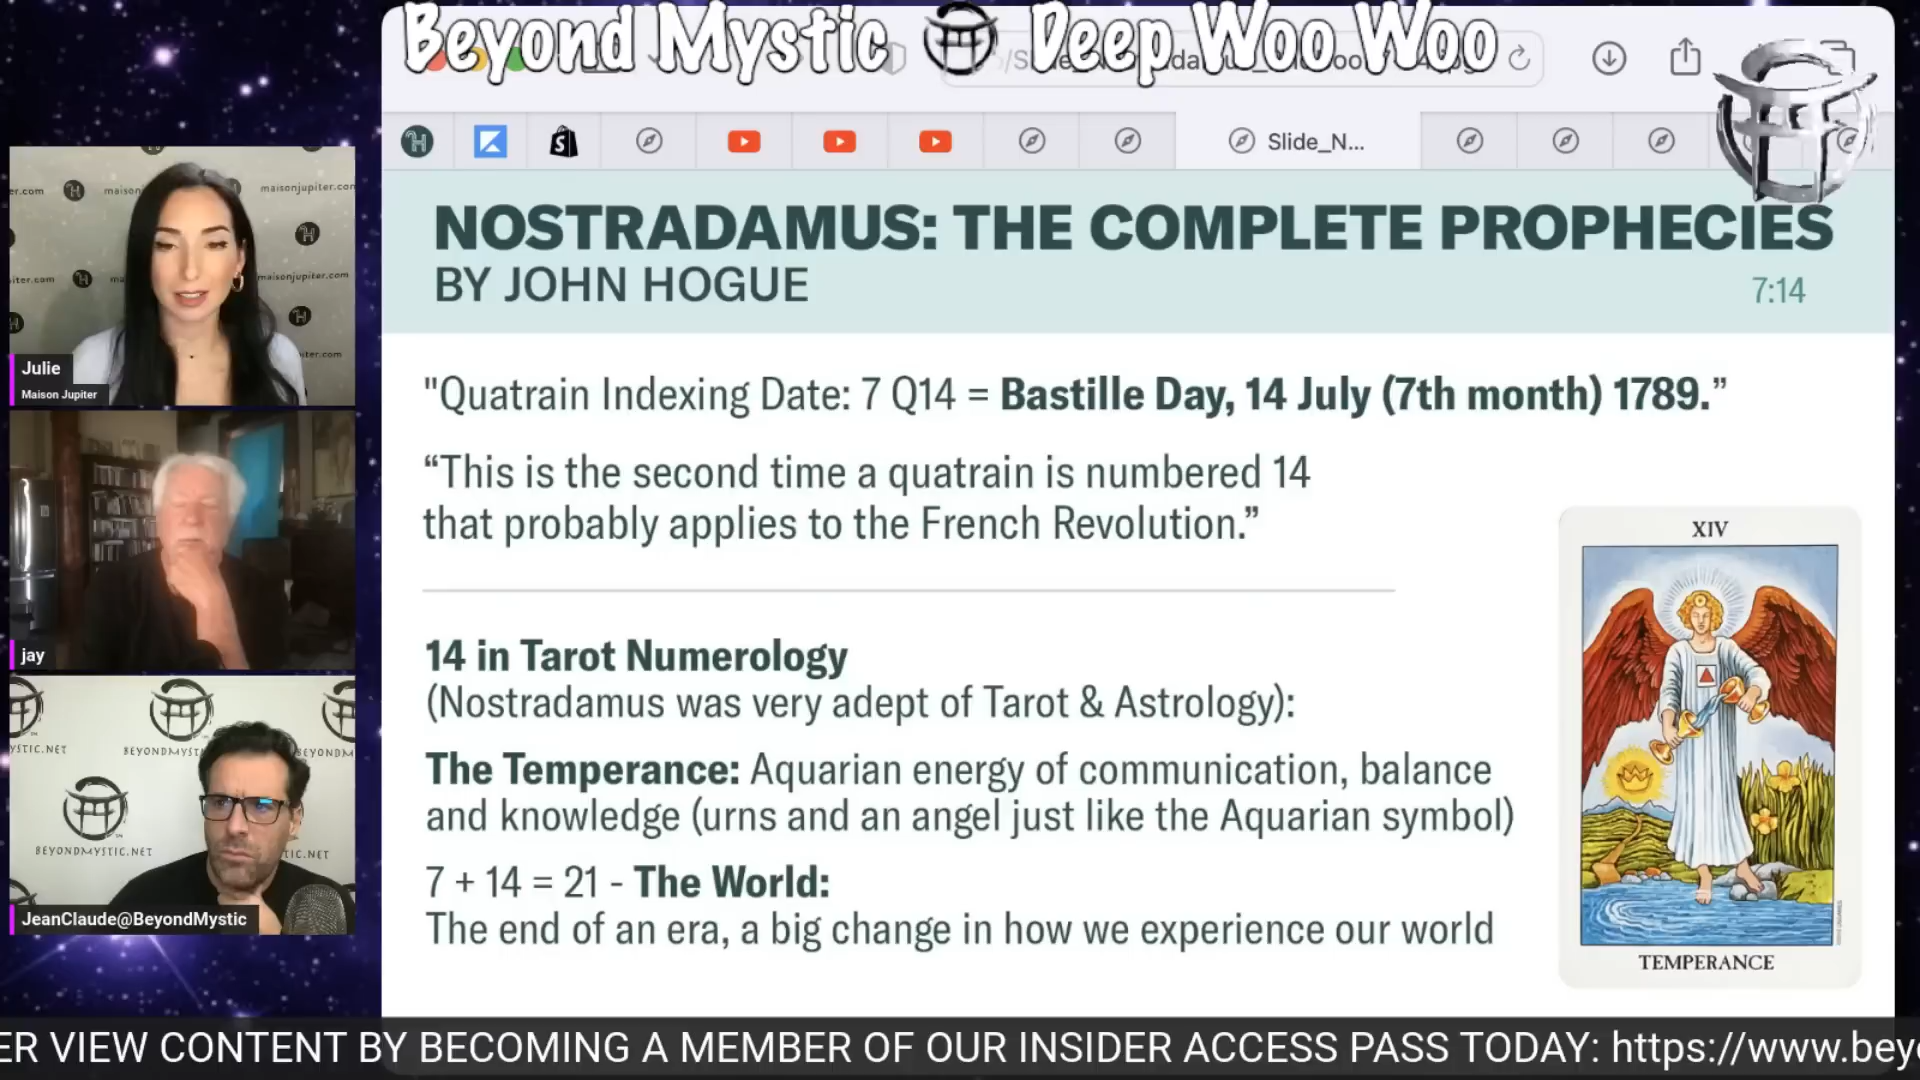 Beyond Mystic Deep Woo Woo
Slide_N...
NOSTRADAMUS: THE COMPLETE PROPHECIES
BY JOHN HOGUE
7:14
"Quatrain Indexing Date: 7 Q14 = Bastille Day, 14 July (7th month) 1789.”
“This is the second time a quatrain is numbered 14
that probably applies to the French Revolution.”
14 in Tarot Numerology
(Nostradamus was very adept of Tarot & Astrology):
The Temperance: Aquarian energy of communication, balance
and knowledge (urns and an angel just like the Aquarian symbol)
7 + 14 = 21 - The World:
The end of an era, a big change in how we experience our world
XIV
TEMPERANCE
maisonjupiter.com
Julie
Maison Jupiter
jay
BEYONDMYSTIC.NET
JeanClaude@BeyondMystic
ER VIEW CONTENT BY BECOMING A MEMBER OF OUR INSIDER ACCESS PASS TODAY: https://www.bey